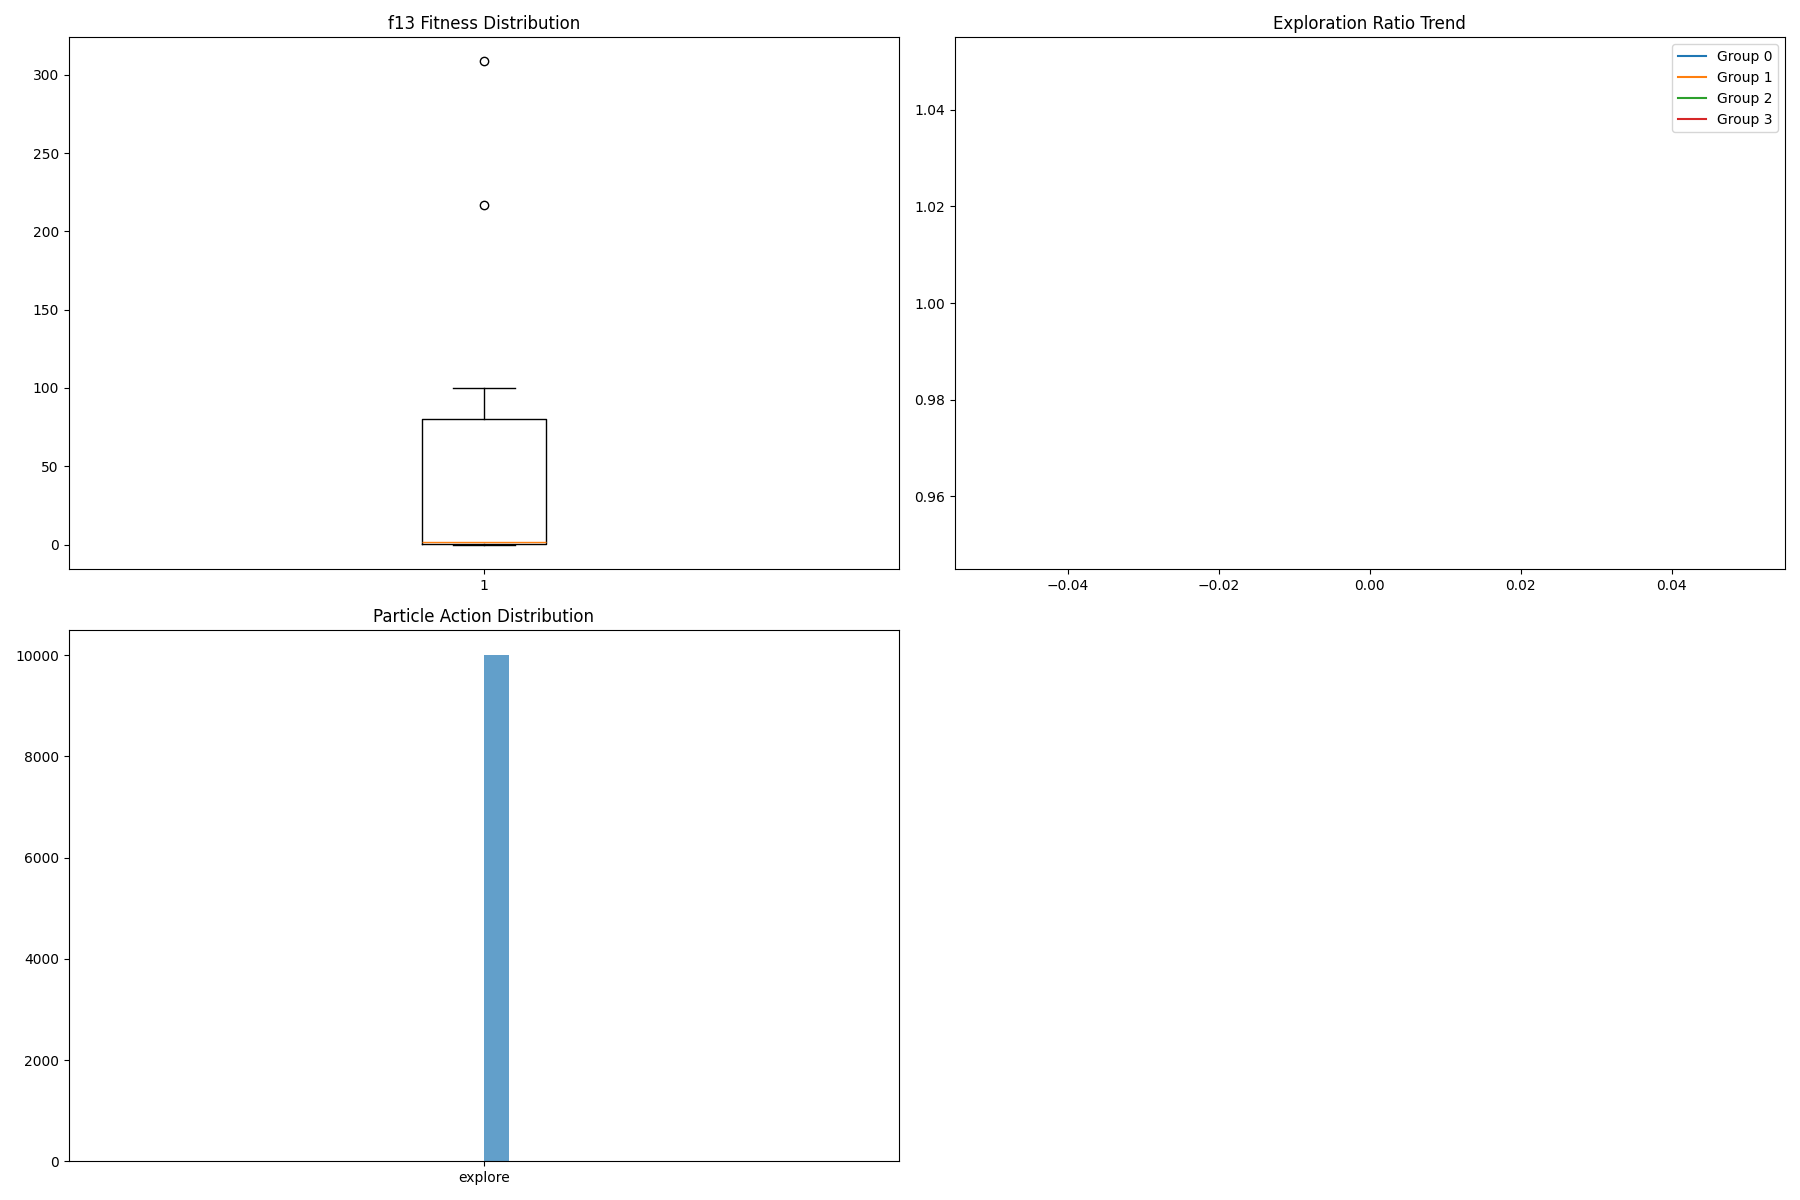 f13 Fitness Distribution
300
250
200
150
100
50
0
1
Exploration Ratio Trend
Group 0
Group 1
Group 2
Group 3
1.04
1.02
1.00
0.98
0.96
−0.04 −0.02 0.00 0.02 0.04
Particle Action Distribution
10000
8000
6000
4000
2000
0
explore